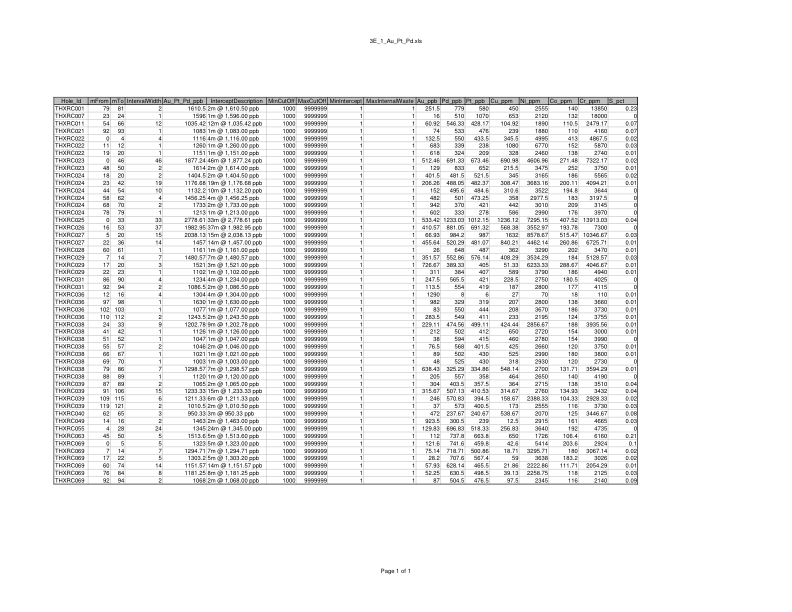 3E_1_Au_Pt_Pd.xls
Hole_Id mFrom mTo IntervalWidth Au_Pt_Pd_ppb InterceptDescription MinCutOff MaxCutOff MinIntercept MaxInternalWaste Au_ppb Pd_ppb Pt_ppb Cu_ppm Ni_ppm Co_ppm Cr_ppm S_pct
THXRC001 79 81 2 1610.5 2m @ 1,610.50 ppb 1000 9999999 1 1 251.5 779 580 450 2555 140 13850 0.23
THXRC007 23 24 1 1596 1m @ 1,596.00 ppb 1000 9999999 1 1 16 510 1070 653 2120 132 18000 0
THXRC011 54 66 12 1035.42 12m @ 1,035.42 ppb 1000 9999999 1 1 60.92 546.33 428.17 104.92 1890 110.5 2479.17 0.07
THXRC021 92 93 1 1083 1m @ 1,083.00 ppb 1000 9999999 1 1 74 533 476 239 1880 110 4160 0.07
THXRC022 0 4 4 1116 4m @ 1,116.00 ppb 1000 9999999 1 1 132.5 550 433.5 345.5 4995 213 4867.5 0.02
THXRC022 11 12 1 1260 1m @ 1,260.00 ppb 1000 9999999 1 1 683 339 238 1080 6770 152 5870 0.03
THXRC022 19 20 1 1151 1m @ 1,151.00 ppb 1000 9999999 1 1 618 324 209 328 2460 138 2740 0.01
THXRC023 0 46 46 1877.24 46m @ 1,877.24 ppb 1000 9999999 1 1 512.46 691.33 673.46 690.98 4606.96 271.48 7322.17 0.02
THXRC023 48 50 2 1614 2m @ 1,614.00 ppb 1000 9999999 1 1 129 833 652 215.5 3475 252 3750 0.01
THXRC024 18 20 2 1404.5 2m @ 1,404.50 ppb 1000 9999999 1 1 401.5 481.5 521.5 345 3165 186 5565 0.02
THXRC024 23 42 19 1176.68 19m @ 1,176.68 ppb 1000 9999999 1 1 206.26 488.05 482.37 308.47 3683.16 200.11 4094.21 0.01
THXRC024 44 54 10 1132.2 10m @ 1,132.20 ppb 1000 9999999 1 1 152 495.6 484.6 310.6 3522 194.8 3644 0
THXRC024 58 62 4 1456.25 4m @ 1,456.25 ppb 1000 9999999 1 1 482 501 473.25 358 2977.5 183 3197.5 0
THXRC024 68 70 2 1733 2m @ 1,733.00 ppb 1000 9999999 1 1 942 370 421 442 3010 209 3145 0
THXRC024 78 79 1 1213 1m @ 1,213.00 ppb 1000 9999999 1 1 602 333 278 586 2990 176 3970 0
THXRC025 0 33 33 2778.61 33m @ 2,778.61 ppb 1000 9999999 1 1 533.42 1233.03 1012.15 1236.12 7295.15 407.52 13913.03 0.04
THXRC026 16 53 37 1982.95 37m @ 1,982.95 ppb 1000 9999999 1 1 410.57 881.05 691.32 568.38 3552.97 193.78 7300 0
THXRC027 5 20 15 2038.13 15m @ 2,038.13 ppb 1000 9999999 1 1 66.93 984.2 987 1632 8578.67 515.07 10346.67 0.03
THXRC027 22 36 14 1457 14m @ 1,457.00 ppb 1000 9999999 1 1 455.64 520.29 481.07 840.21 4462.14 260.86 6725.71 0.01
THXRC028 60 61 1 1161 1m @ 1,161.00 ppb 1000 9999999 1 1 26 648 487 362 3290 202 3470 0.01
THXRC029 7 14 7 1480.57 7m @ 1,480.57 ppb 1000 9999999 1 1 351.57 552.86 576.14 408.29 3534.29 184 5128.57 0.03
THXRC029 17 20 3 1521 3m @ 1,521.00 ppb 1000 9999999 1 1 726.67 389.33 405 51.33 6233.33 288.67 4046.67 0.01
THXRC029 22 23 1 1102 1m @ 1,102.00 ppb 1000 9999999 1 1 311 384 407 589 3790 186 4940 0.01
THXRC031 86 90 4 1234 4m @ 1,234.00 ppb 1000 9999999 1 1 122 561 551 228.5 2750 180.5 4025 0
THXRC031 92 94 2 1086.5 2m @ 1,086.50 ppb 1000 9999999 1 1 113.5 554 419 187 2800 177 4115 0
THXRC036 12 16 4 1304 4m @ 1,304.00 ppb 1000 9999999 1 1 1290 8 6 27 70 18 110 0.01
THXRC036 97 98 1 1630 1m @ 1,630.00 ppb 1000 9999999 1 1 982 329 319 207 2800 138 3660 0.01
THXRC036 102 103 1 1077 1m @ 1,077.00 ppb 1000 9999999 1 1 83 550 444 208 3670 186 3730 0.01
THXRC036 110 112 2 1243.5 2m @ 1,243.50 ppb 1000 9999999 1 1 283.5 549 411 233 2195 124 3755 0.01
THXRC038 24 33 9 1202.78 9m @ 1,202.78 ppb 1000 9999999 1 1 229.11 474.56 499.11 424.44 2856.67 188 3935.56 0.01
THXRC038 41 42 1 1126 1m @ 1,126.00 ppb 1000 9999999 1 1 212 502 412 650 2780 166 3550 0.01
THXRC038 51 52 1 1047 1m @ 1,047.00 ppb 1000 9999999 1 1 38 594 415 460 2780 154 3990 0
THXRC038 55 57 2 1046 2m @ 1,046.00 ppb 1000 9999999 1 1 76.5 568 401.5 425 2660 120 3750 0.01
THXRC038 66 67 1 1021 1m @ 1,021.00 ppb 1000 9999999 1 1 89 502 430 525 2990 180 3800 0.01
THXRC038 69 70 1 1003 1m @ 1,003.00 ppb 1000 9999999 1 1 48 525 430 318 2930 120 2730 0
THXRC038 79 86 7 1298.57 7m @ 1,298.57 ppb 1000 9999999 1 1 638.43 325.29 334.86 548.14 2700 131.71 3594.29 0.01
THXRC038 88 89 1 1120 1m @ 1,120.00 ppb 1000 9999999 1 1 205 557 358 464 2650 140 4190 0
THXRC039 87 89 2 1065 2m @ 1,065.00 ppb 1000 9999999 1 1 304 403.5 357.5 364 2715 138 3510 0.04
THXRC039 91 106 15 1233.33 15m @ 1,233.33 ppb 1000 9999999 1 1 315.67 507.13 410.53 314.27 2760 134.93 3432 0.04
THXRC039 109 115 6 1211.33 6m @ 1,211.33 ppb 1000 9999999 1 1 246 570.83 394.5 158.67 2388.33 104.33 2928.33 0.02
THXRC039 119 121 2 1010.5 2m @ 1,010.50 ppb 1000 9999999 1 1 37 573 400.5 173 2555 116 3730 0.03
THXRC040 62 65 3 950.33 3m @ 950.33 ppb 1000 9999999 1 1 472 237.67 240.67 538.67 2070 125 3446.67 0.08
THXRC049 14 16 2 1463 2m @ 1,463.00 ppb 1000 9999999 1 1 923.5 300.5 239 12.5 2915 161 4665 0.03
THXRC055 4 28 24 1345 24m @ 1,345.00 ppb 1000 9999999 1 1 129.83 696.83 518.33 256.83 3640 192 4735 0
THXRC063 45 50 5 1513.6 5m @ 1,513.60 ppb 1000 9999999 1 1 112 737.8 663.8 650 1726 106.4 6160 0.21
THXRC069 0 5 5 1323 5m @ 1,323.00 ppb 1000 9999999 1 1 121.6 741.6 459.8 42.6 5414 203.6 2924 0.1
THXRC069 7 14 7 1294.71 7m @ 1,294.71 ppb 1000 9999999 1 1 75.14 718.71 500.86 18.71 3295.71 180 3067.14 0.02
THXRC069 17 22 5 1303.2 5m @ 1,303.20 ppb 1000 9999999 1 1 28.2 707.6 567.4 59 3638 183.2 3026 0.02
THXRC069 60 74 14 1151.57 14m @ 1,151.57 ppb 1000 9999999 1 1 57.93 628.14 465.5 21.86 2222.86 111.71 2054.29 0.01
THXRC069 76 84 8 1181.25 8m @ 1,181.25 ppb 1000 9999999 1 1 52.25 630.5 498.5 39.13 2258.75 118 2125 0.03
THXRC069 92 94 2 1068 2m @ 1,068.00 ppb 1000 9999999 1 1 87 504.5 476.5 97.5 2345 116 2140 0.09
Page 1 of 1